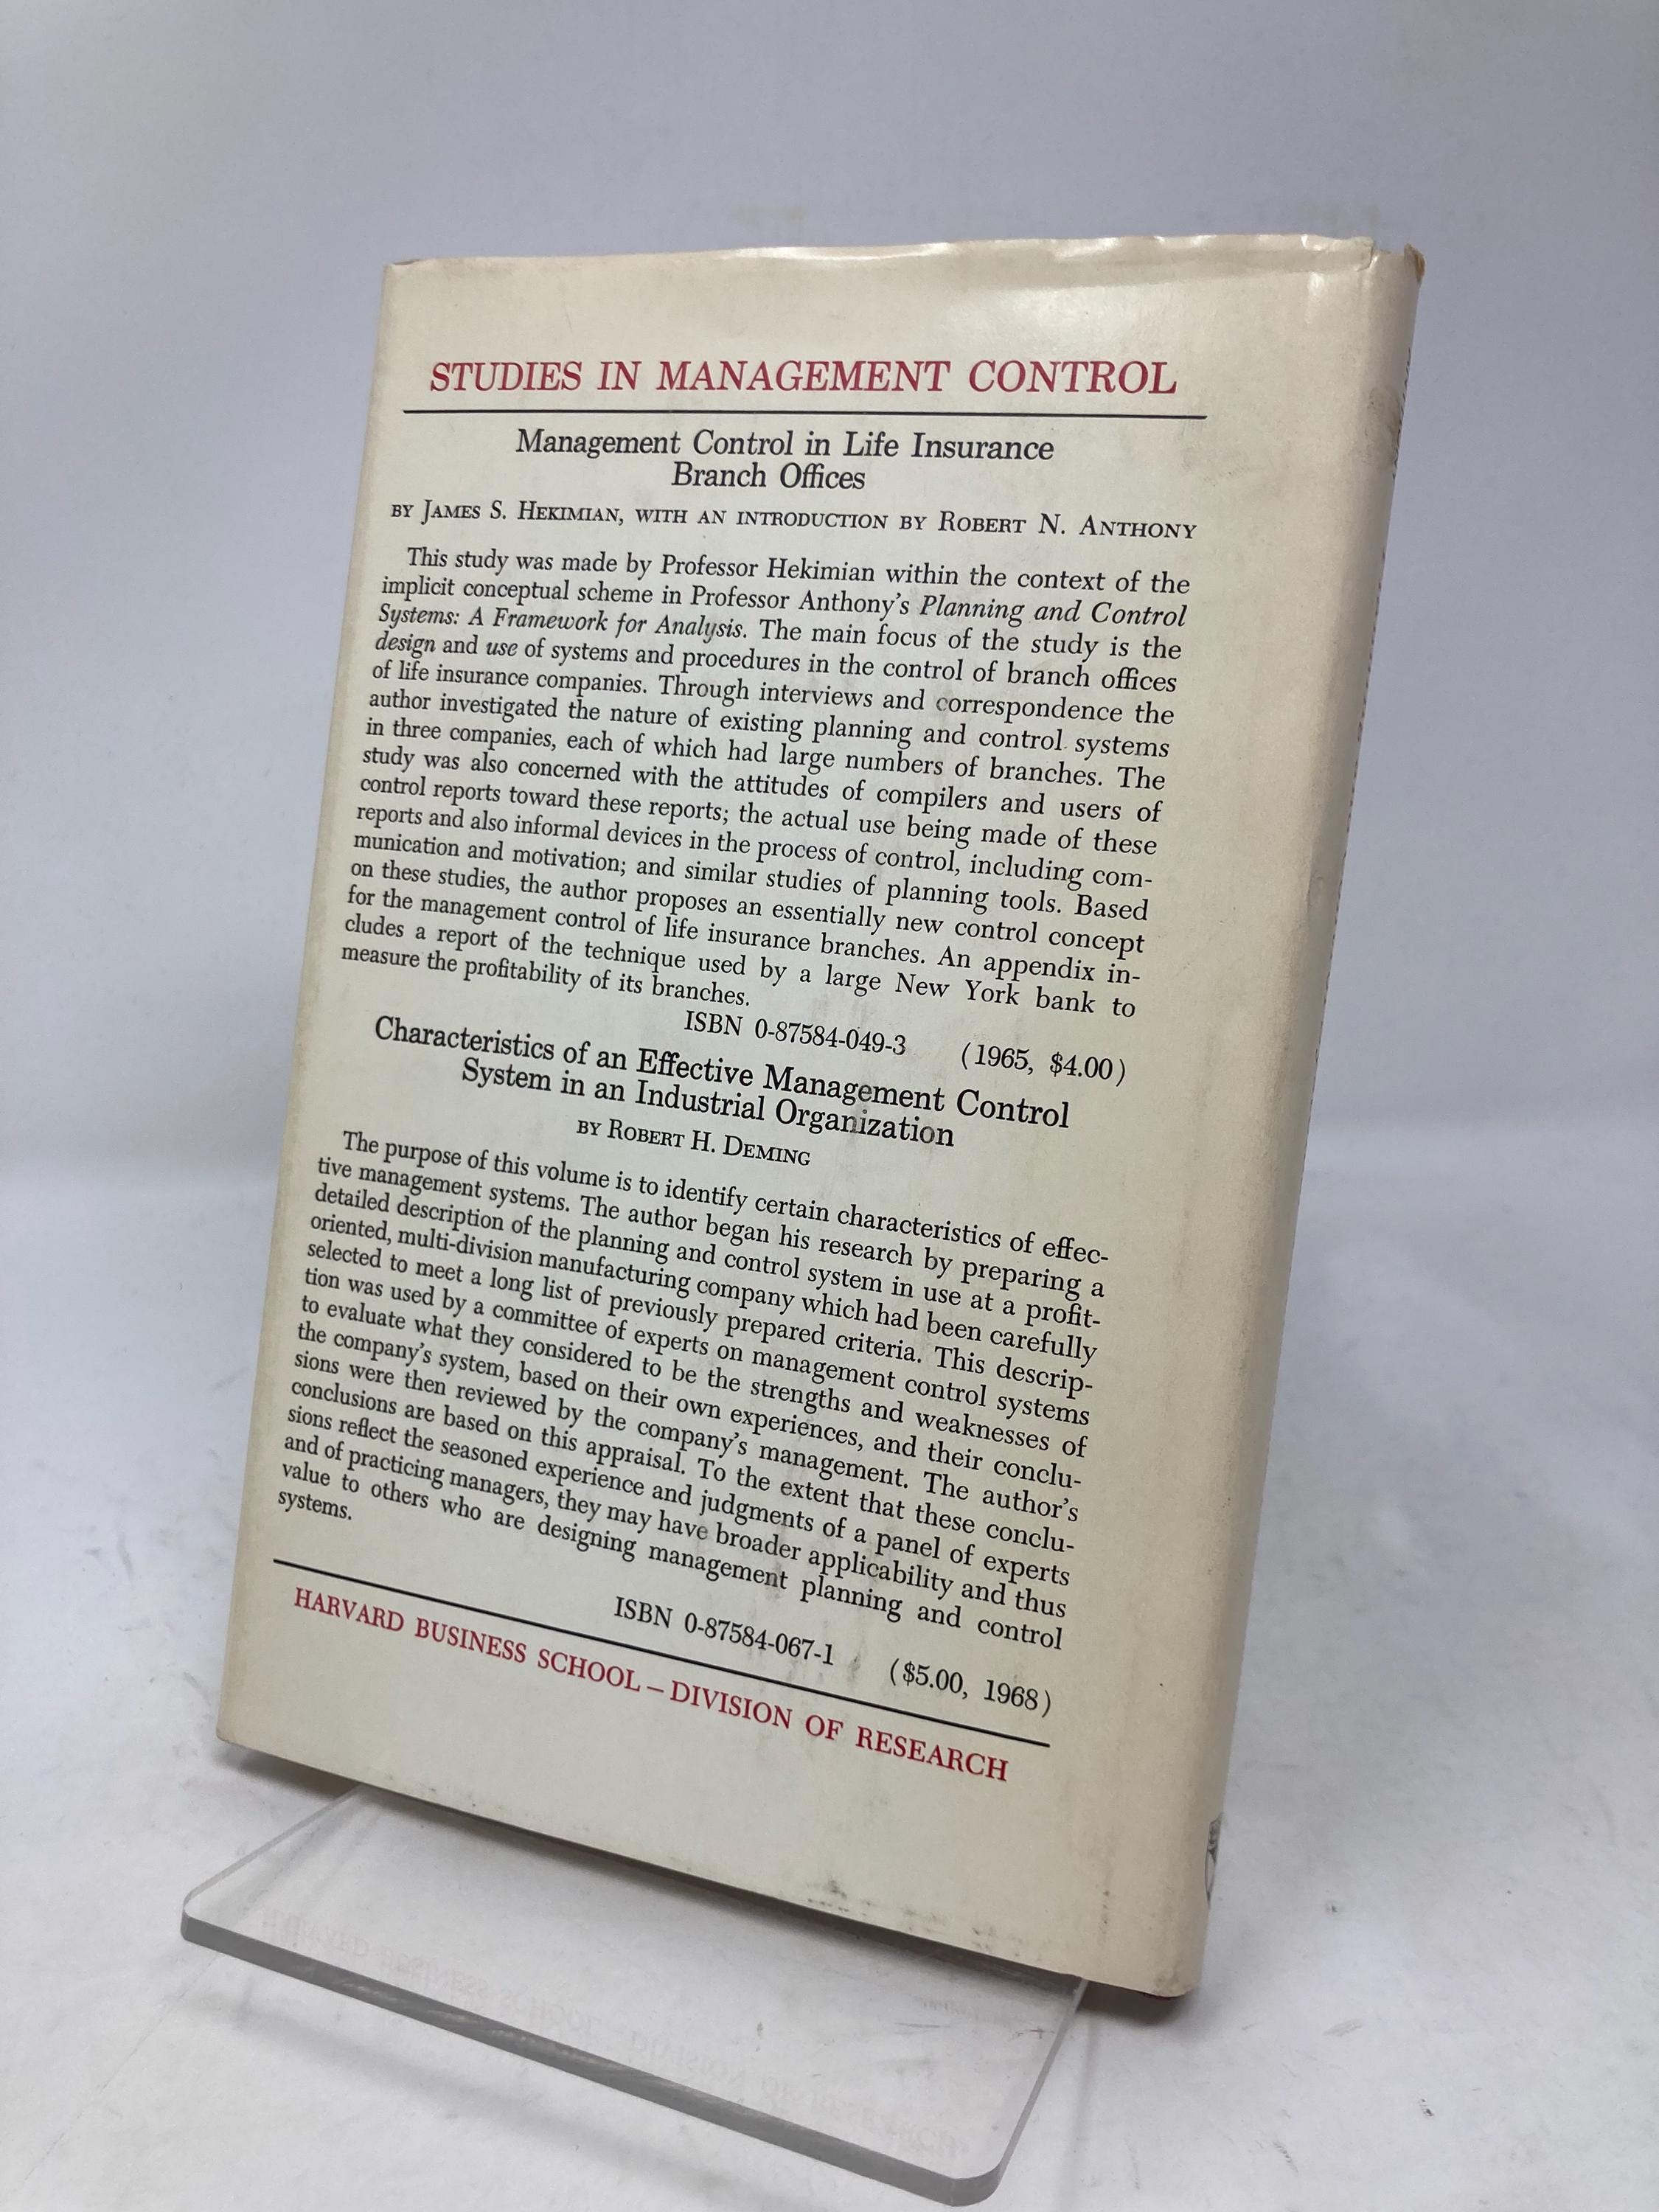 STUDIES IN MANAGEMENT CONTROL
Management Control in Life Insurance
Branch Offices
BY JAMES S. HEKIMIAN, WITH AN INTRODUCTION BY ROBERT N. ANTHONY
This study was made by Professor Hekimian within the context of the
implicit conceptual scheme in Professor Anthony's Planning and Control
Systems: A Framework for Analysis. The main focus of the study is the
design and use of systems and procedures in the control of branch offices
of life insurance companies. Through interviews and correspondence the
author investigated the nature of existing planning and control systems
in three companies, each of which had large numbers of branches. The
study was also concerned with the attitudes of compilers and users of
control reports toward these reports; the actual use being made of these
reports and also informal devices in the process of control, including com-
munication and motivation; and similar studies of planning tools. Based
on these studies, the author proposes an essentially new control concept
for the management control of life insurance branches. An appendix in-
cludes a report of the technique used by a large New York bank to
measure the profitability of its branches.
ISBN 0-87584-049-3 (1965, $4.00)
Characteristics of an Effective Management Control
System in an Industrial Organization
BY ROBERT H. DEMING
The purpose of this volume is to identify certain characteristics of effec-
tive management systems. The author began his research by preparing a
detailed description of the planning and control system in use at a profit-
oriented, multi-division manufacturing company which had been carefully
selected to meet a long list of previously prepared criteria. This descrip-
tion was used by a committee of experts on management control systems
to evaluate what they considered to be the strengths and weaknesses of
the company's system, based on their own experiences, and their conclu-
sions were then reviewed by the company's management. The author's
conclusions are based on this appraisal. To the extent that these conclu-
sions reflect the seasoned experience and judgments of a panel of experts
and of practicing managers, they may have broader applicability and thus
value to others who are designing management planning and control
systems.
ISBN 0-87584-067-1 ($5.00, 1968)
HARVARD BUSINESS SCHOOL – DIVISION OF RESEARCH